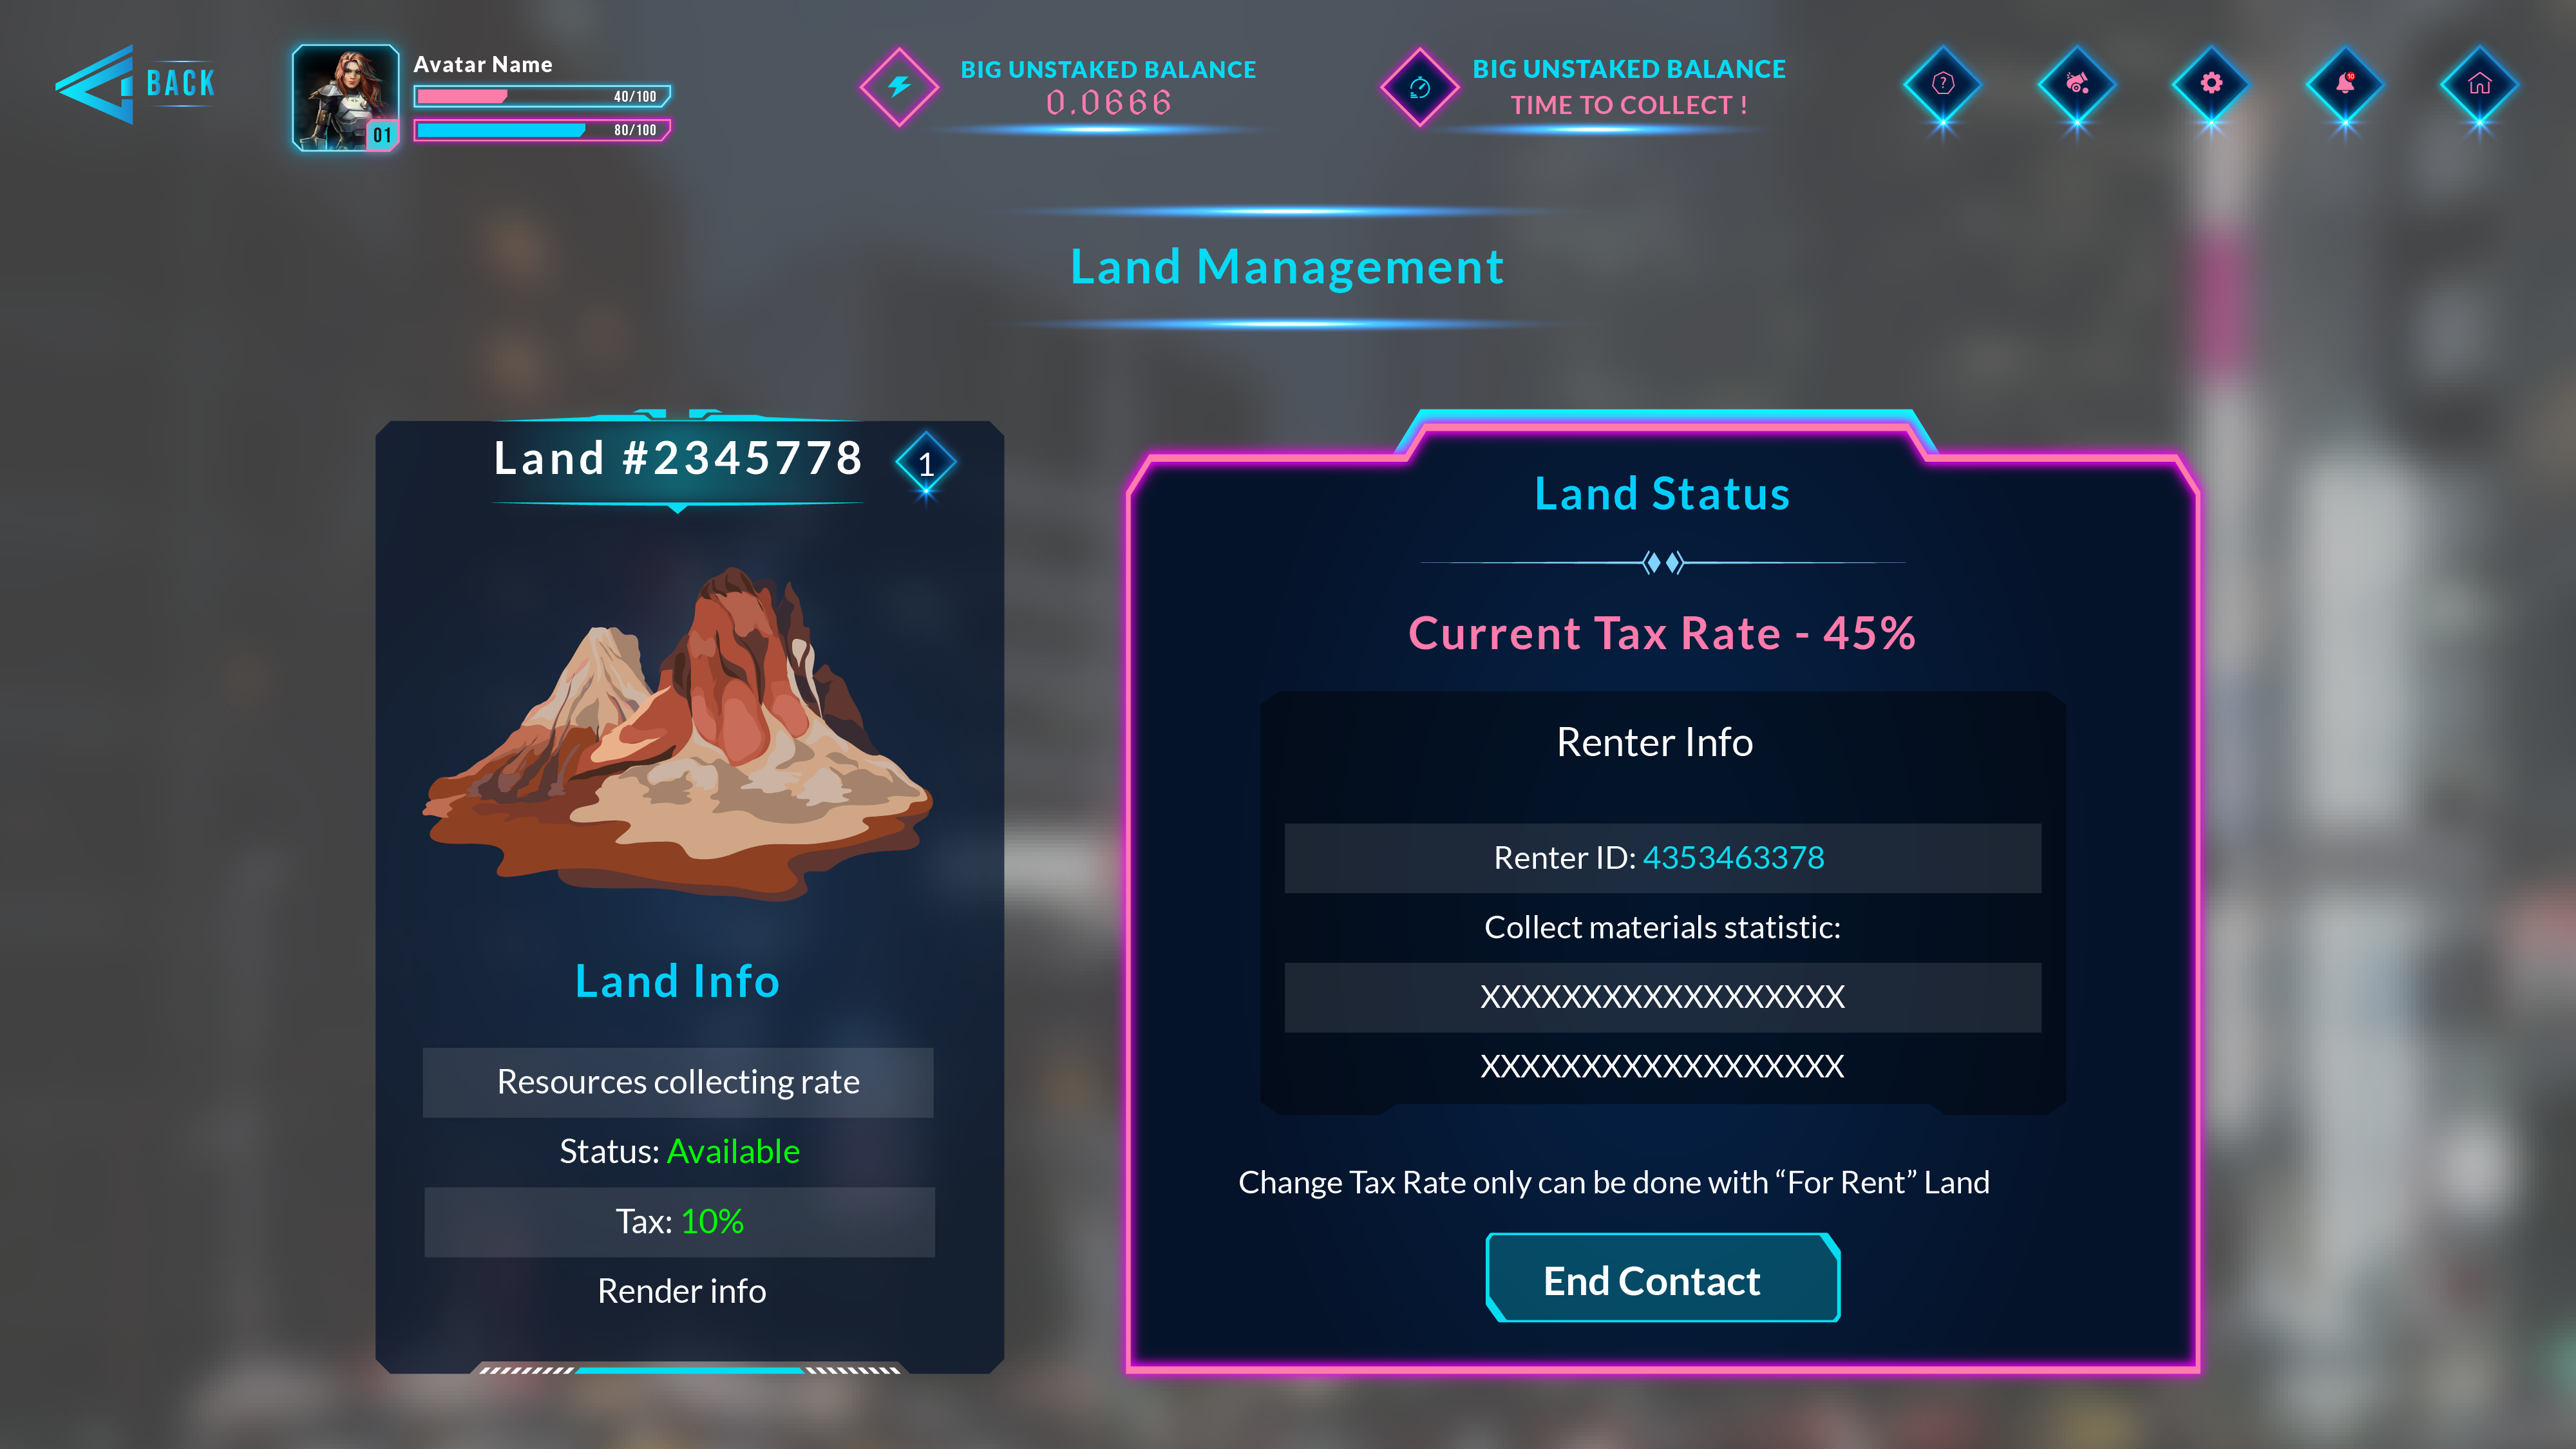 BACK
Avatar Name
40/100
80/100
01
BIG UNSTAKED BALANCE
0.0666
BIG UNSTAKED BALANCE
TIME TO COLLECT !
?
10
Land Management
Land #2345778
1
Land Info
Resources collecting rate
Status: Available
Tax: 10%
Render info
Land Status
Current Tax Rate - 45%
Renter Info
Renter ID: 4353463378
Collect materials statistic:
XXXXXXXXXXXXXXXXXX
XXXXXXXXXXXXXXXXXX
Change Tax Rate only can be done with “For Rent” Land
End Contact